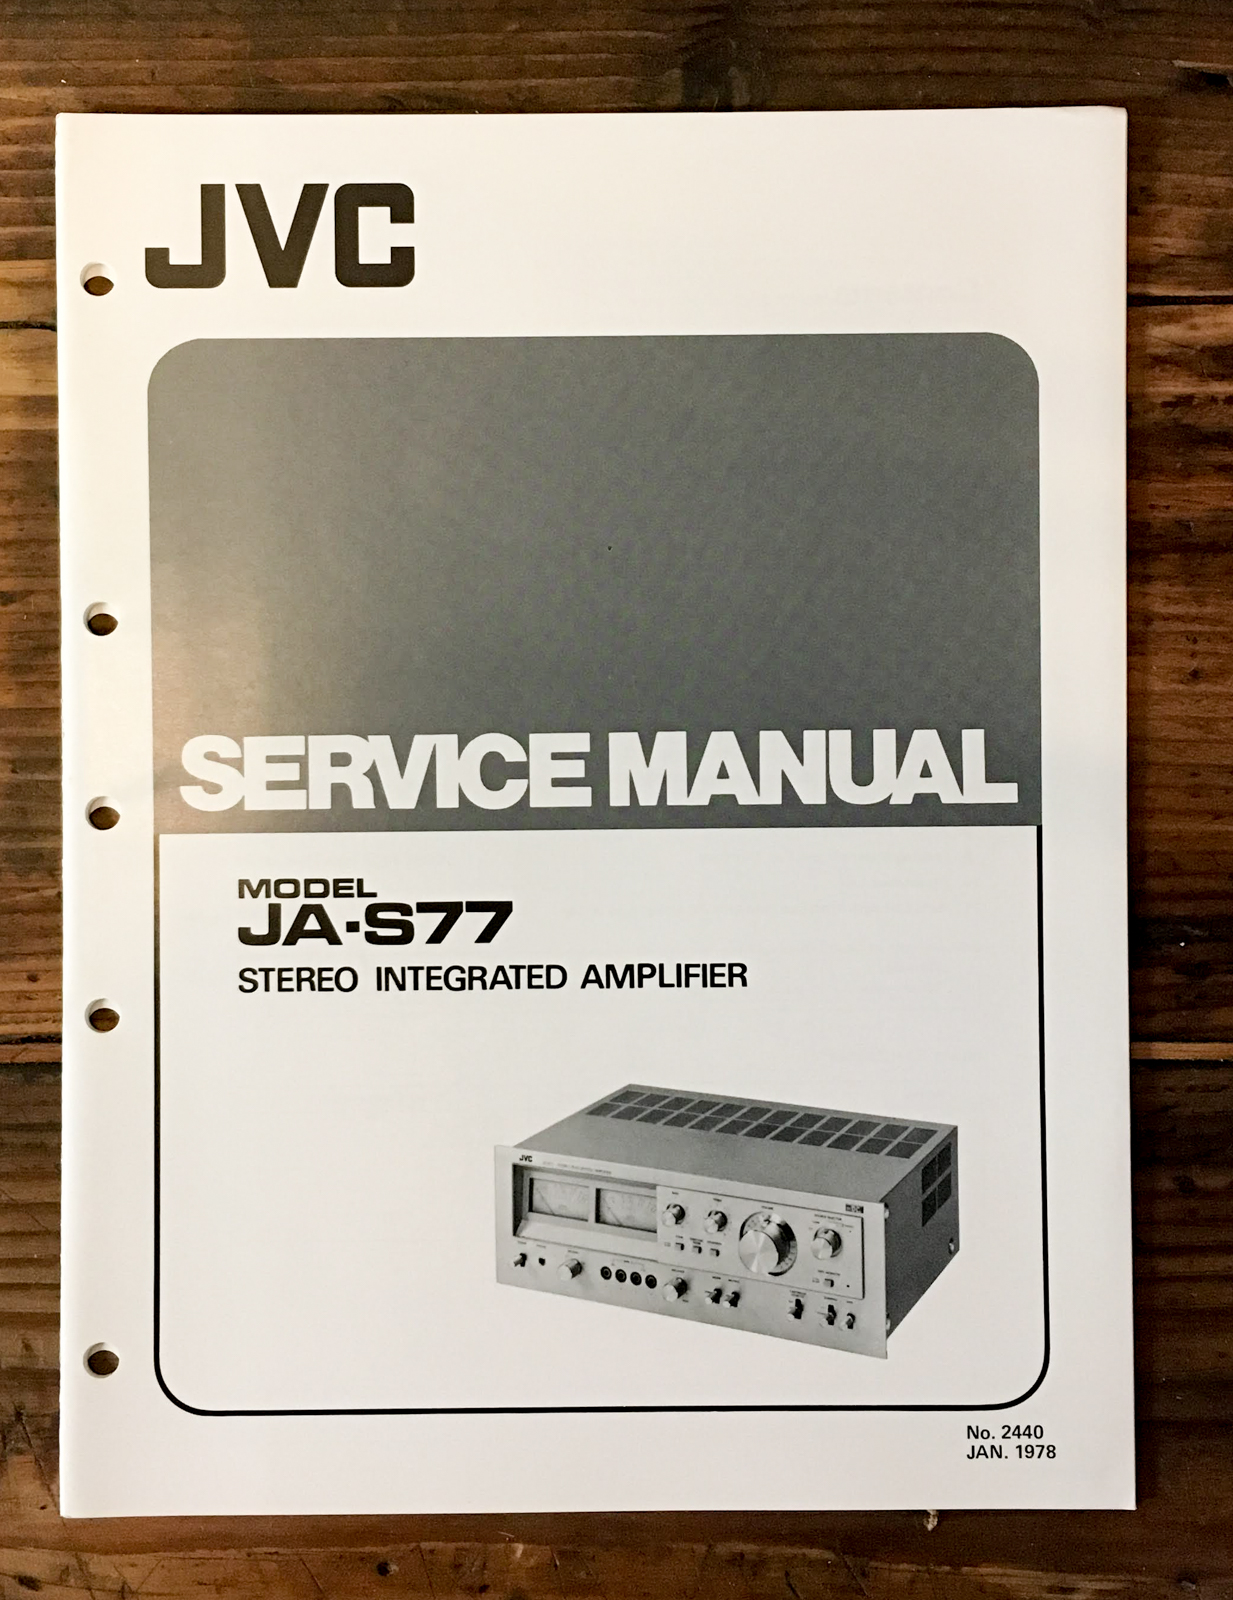 JVC
SERVICE MANUAL
MODEL
JA-S77
STEREO INTEGRATED AMPLIFIER
JVC
No. 2440
JAN. 1978